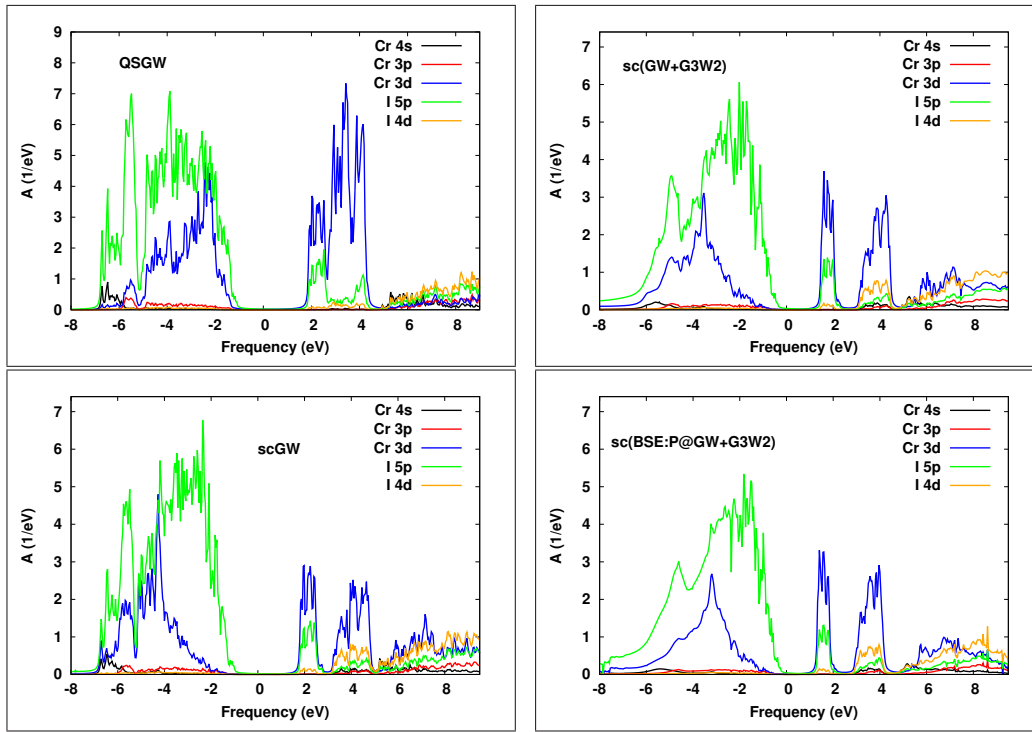 9
8
7
6
5
4
3
2
1
0
A (1/eV)
QSGW
Cr 4s
Cr 3p
Cr 3d
I 5p
I 4d
-8 -6 -4 -2 0 2 4 6 8
Frequency (eV)
7
6
5
4
3
2
1
0
A (1/eV)
sc(GW+G3W2)
Cr 4s
Cr 3p
Cr 3d
I 5p
I 4d
-8 -6 -4 -2 0 2 4 6 8
Frequency (eV)
7
6
5
4
3
2
1
0
A (1/eV)
scGW
Cr 4s
Cr 3p
Cr 3d
I 5p
I 4d
-8 -6 -4 -2 0 2 4 6 8
Frequency (eV)
7
6
5
4
3
2
1
0
A (1/eV)
sc(BSE:P@GW+G3W2)
Cr 4s
Cr 3p
Cr 3d
I 5p
I 4d
-8 -6 -4 -2 0 2 4 6 8
Frequency (eV)